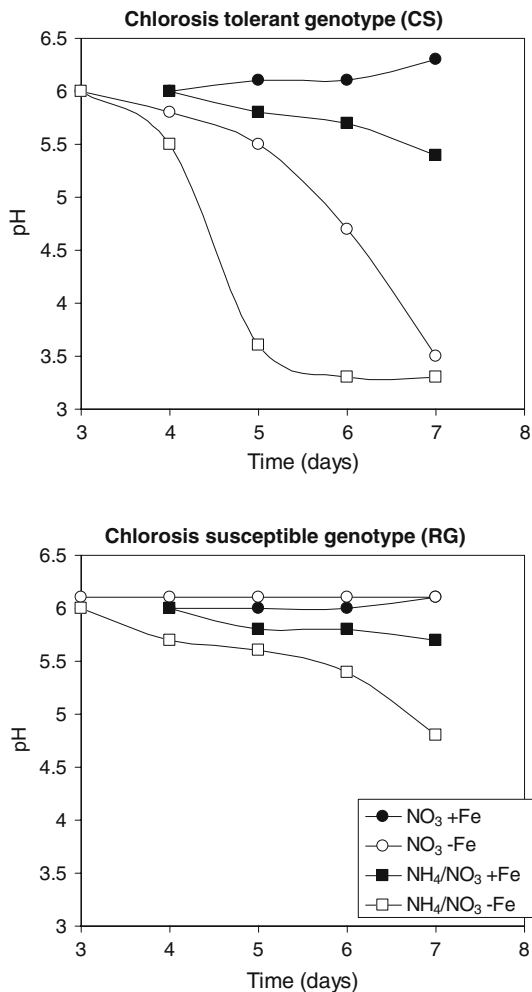 Chlorosis tolerant genotype (CS)
6.5
6
5.5
5
4.5
4
3.5
3
pH
3 4 5 6 7 8
Time (days)
Chlorosis susceptible genotype (RG)
6.5
6
5.5
5
4.5
4
3.5
3
pH
NO₃ +Fe
NO₃ -Fe
NH₄/NO₃ +Fe
NH₄/NO₃ -Fe
3 4 5 6 7 8
Time (days)